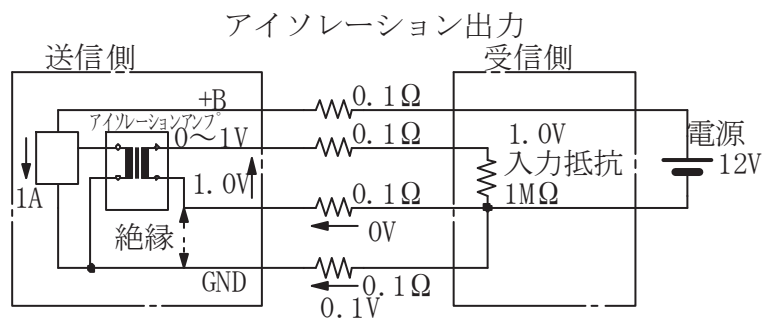 アイソレーション出力
送信側
受信側
+B
0.1Ω
アイソレーションアンプ
0～1V
0.1Ω
1.0V
入力抵抗
1MΩ
電源
12V
1A
1.0V
0.1Ω
0V
絶縁
GND
0.1Ω
0.1V